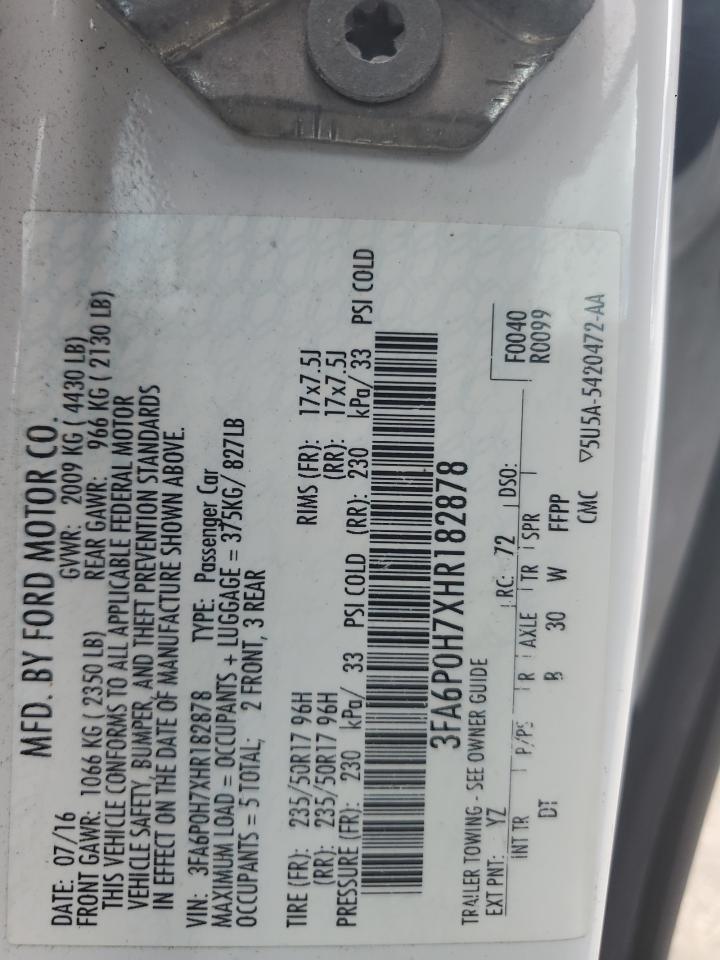 MFD. BY FORD MOTOR CO.
DATE: 07/16 GVWR: 2009 KG ( 4430 LB)
FRONT GAWR: 1066 KG ( 2350 LB) REAR GAWR: 966 KG ( 2130 LB)
THIS VEHICLE CONFORMS TO ALL APPLICABLE FEDERAL MOTOR
VEHICLE SAFETY, BUMPER, AND THEFT PREVENTION STANDARDS
IN EFFECT ON THE DATE OF MANUFACTURE SHOWN ABOVE.
VIN: 3FA6P0H7XHR182878 TYPE: Passenger Car
MAXIMUM LOAD = OCCUPANTS + LUGGAGE = 375KG/ 827LB
OCCUPANTS = 5 TOTAL; 2 FRONT, 3 REAR
TIRE (FR): 235/50R17 96H RIMS (FR): 17x7.5J
(RR): 235/50R17 96H (RR): 17x7.5J
PRESSURE (FR): 230 kPa/ 33 PSI COLD (RR): 230 kPa/ 33 PSI COLD
3FA6P0H7XHR182878
TRAILER TOWING - SEE OWNER GUIDE
EXT PNT: YZ RC: 72 DSO: F0040
R0099
INT TR P/PS R AXLE TR SPR
DT B 30 W FFPP
CMC ▽5U5A-5420472-AA